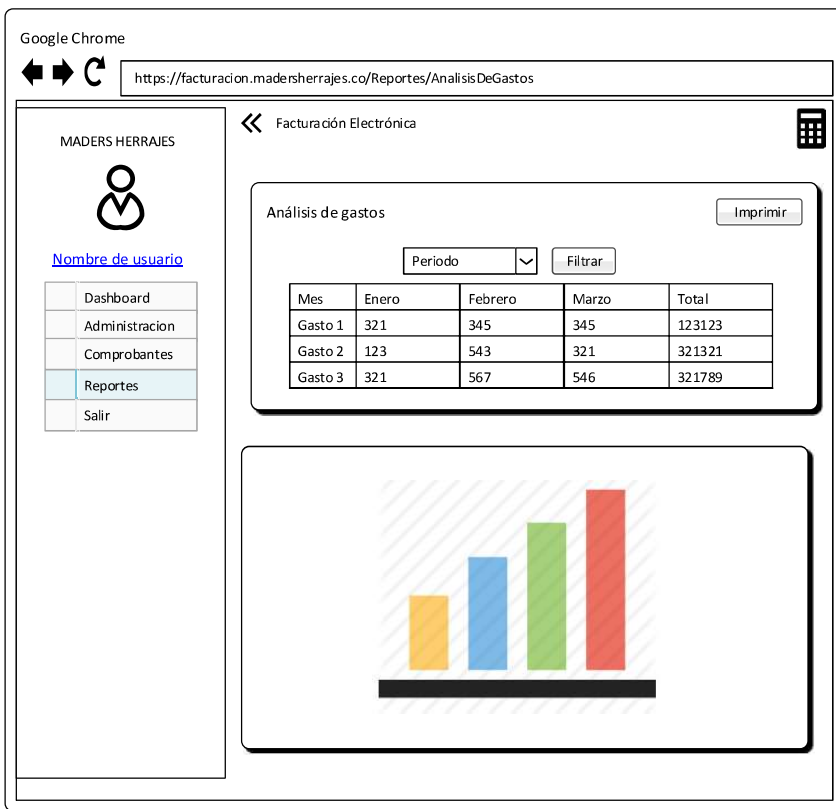 Google Chrome
https://facturacion.madersherrajes.co/Reportes/AnalisisDeGastos
MADERS HERRAJES
Nombre de usuario
Dashboard
Administracion
Comprobantes
Reportes
Salir
Facturación Electrónica
Análisis de gastos
Imprimir
Periodo
Filtrar
Mes Enero Febrero Marzo Total
Gasto 1 321 345 345 123123
Gasto 2 123 543 321 321321
Gasto 3 321 567 546 321789